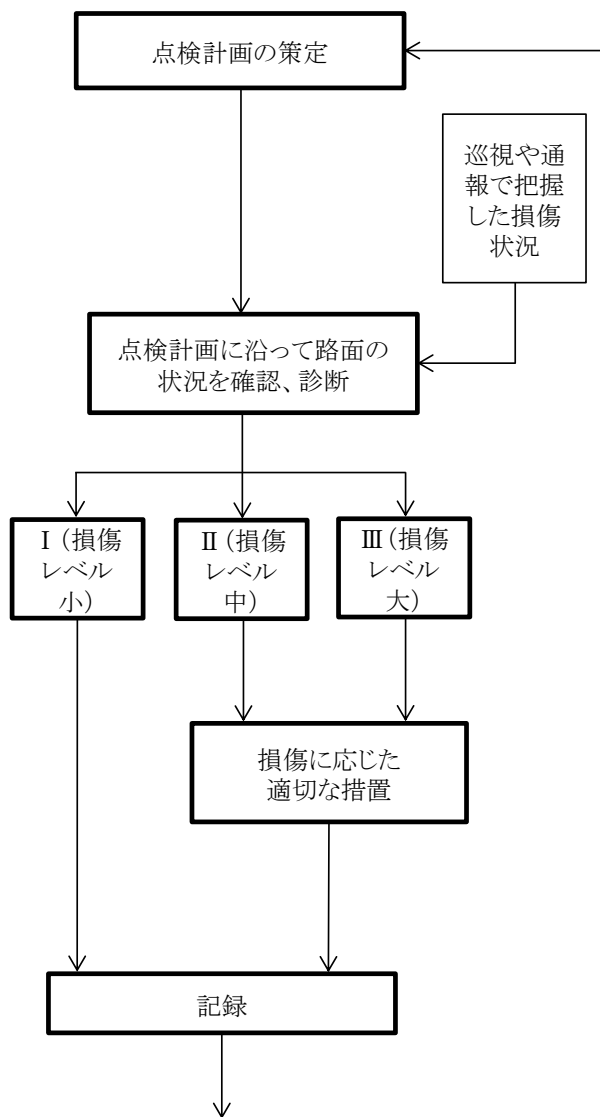 点検計画の策定
巡視や通
報で把握
した損傷
状況
点検計画に沿って路面の
状況を確認、診断
Ⅰ（損傷
レベル
小）
Ⅱ（損傷
レベル
中）
Ⅲ（損傷
レベル
大）
損傷に応じた
適切な措置
記録